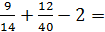 9/14 + 12/40 − 2 =